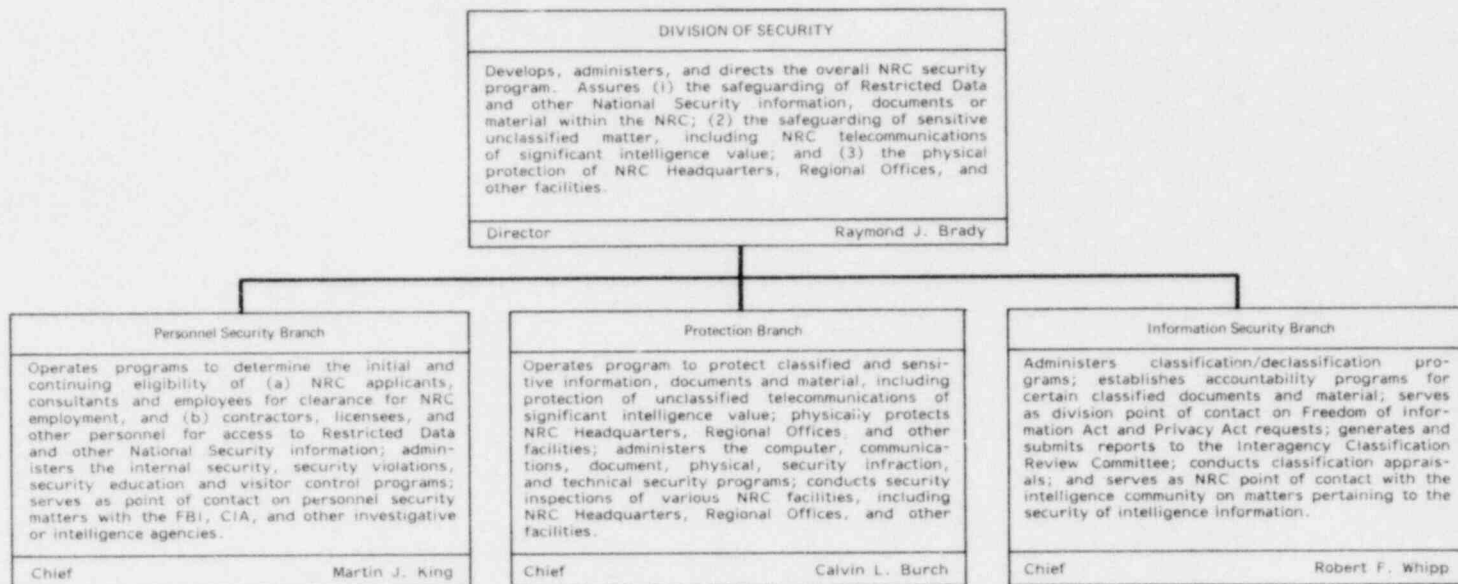 DIVISION OF SECURITY
Develops, administers, and directs the overall NRC security
program. Assures (1) the safeguarding of Restricted Data
and other National Security information, documents or
material within the NRC; (2) the safeguarding of sensitive
unclassified matter, including NRC telecommunications
of significant intelligence value; and (3) the physical
protection of NRC Headquarters, Regional Offices, and
other facilities.
Director Raymond J. Brady
Personnel Security Branch
Operates programs to determine the initial and
continuing eligibility of (a) NRC applicants,
consultants and employees for clearance for NRC
employment, and (b) contractors, licensees, and
other personnel for access to Restricted Data
and other National Security information; admin-
isters the internal security, security violations,
security education and visitor control programs;
serves as point of contact on personnel security
matters with the FBI, CIA, and other investigative
or intelligence agencies.
Chief Martin J. King
Protection Branch
Operates program to protect classified and sensi-
tive information, documents and material, including
protection of unclassified telecommunications of
significant intelligence value; physically protects
NRC Headquarters, Regional Offices, and other
facilities; administers the computer, communica-
tions, document, physical, security infraction,
and technical security programs; conducts security
inspections of various NRC facilities, including
NRC Headquarters, Regional Offices, and other
facilities.
Chief Calvin L. Burch
Information Security Branch
Administers classification/declassification pro-
grams; establishes accountability programs for
certain classified documents and material; serves
as division point of contact on Freedom of Infor-
mation Act and Privacy Act requests; generates and
submits reports to the Interagency Classification
Review Committee; conducts classification apprais-
als; and serves as NRC point of contact with the
intelligence community on matters pertaining to the
security of intelligence information.
Chief Robert F. Whipp